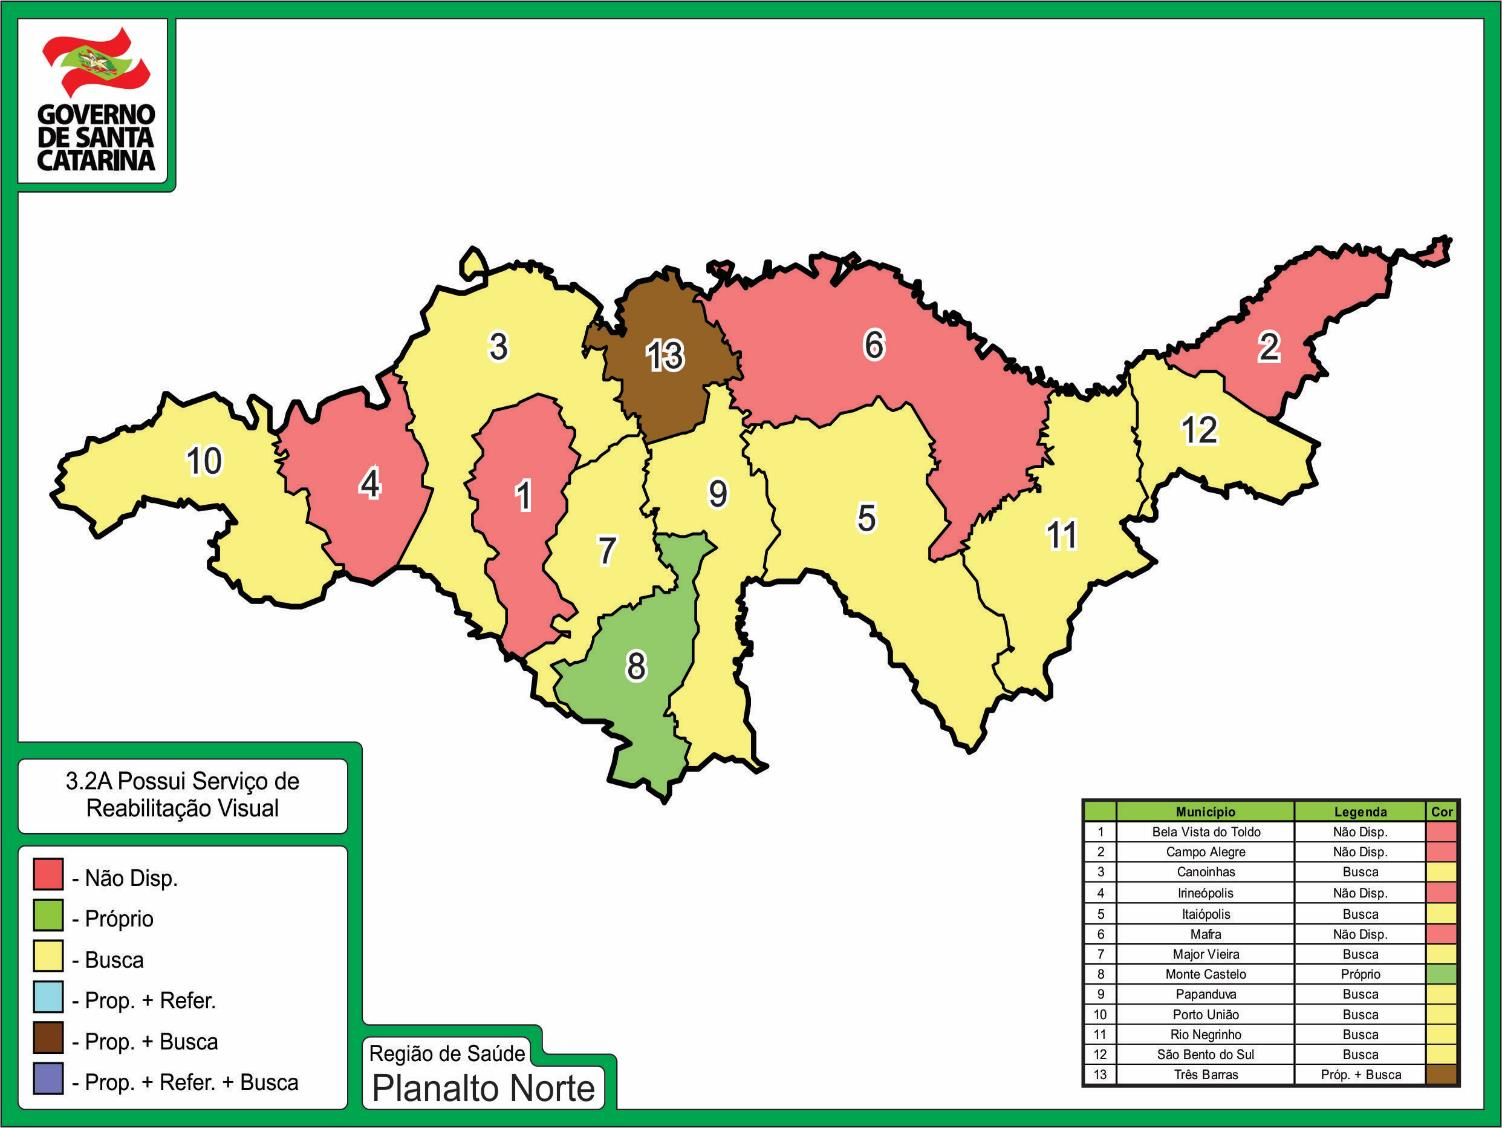 GOVERNO
DE SANTA
CATARINA
3
13
6
2
10
4
1
9
12
7
5
11
8
3.2A Possui Serviço de
Reabilitação Visual
- Não Disp.
- Próprio
- Busca
- Prop. + Refer.
- Prop. + Busca
- Prop. + Refer. + Busca
Região de Saúde
Planalto Norte
Município Legenda Cor
1 Bela Vista do Toldo Não Disp.
2 Campo Alegre Não Disp.
3 Canoinhas Busca
4 Irineópolis Não Disp.
5 Itaiópolis Busca
6 Mafra Não Disp.
7 Major Vieira Busca
8 Monte Castelo Próprio
9 Papanduva Busca
10 Porto União Busca
11 Rio Negrinho Busca
12 São Bento do Sul Busca
13 Três Barras Próp. + Busca